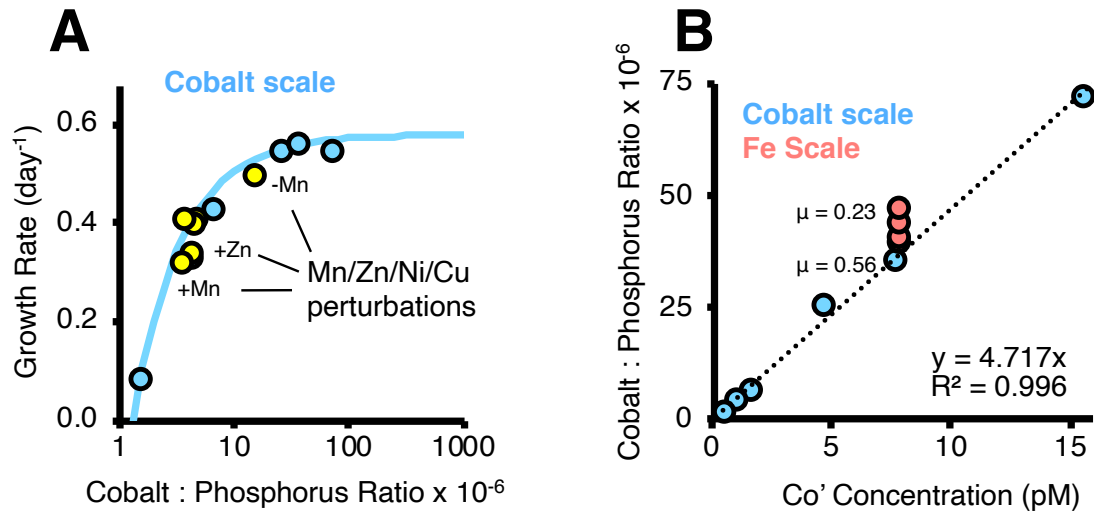 A
Cobalt scale
Growth Rate (day⁻¹)
0.6
0.4
0.2
0.0
-Mn
+Zn
+Mn
Mn/Zn/Ni/Cu
perturbations
1
10
100
1000
Cobalt : Phosphorus Ratio x 10⁻⁶
B
Cobalt : Phosphorus Ratio x 10⁻⁶
75
50
25
0
Cobalt scale
Fe Scale
μ = 0.23
μ = 0.56
y = 4.717x
R² = 0.996
0
5
10
15
Co’ Concentration (pM)